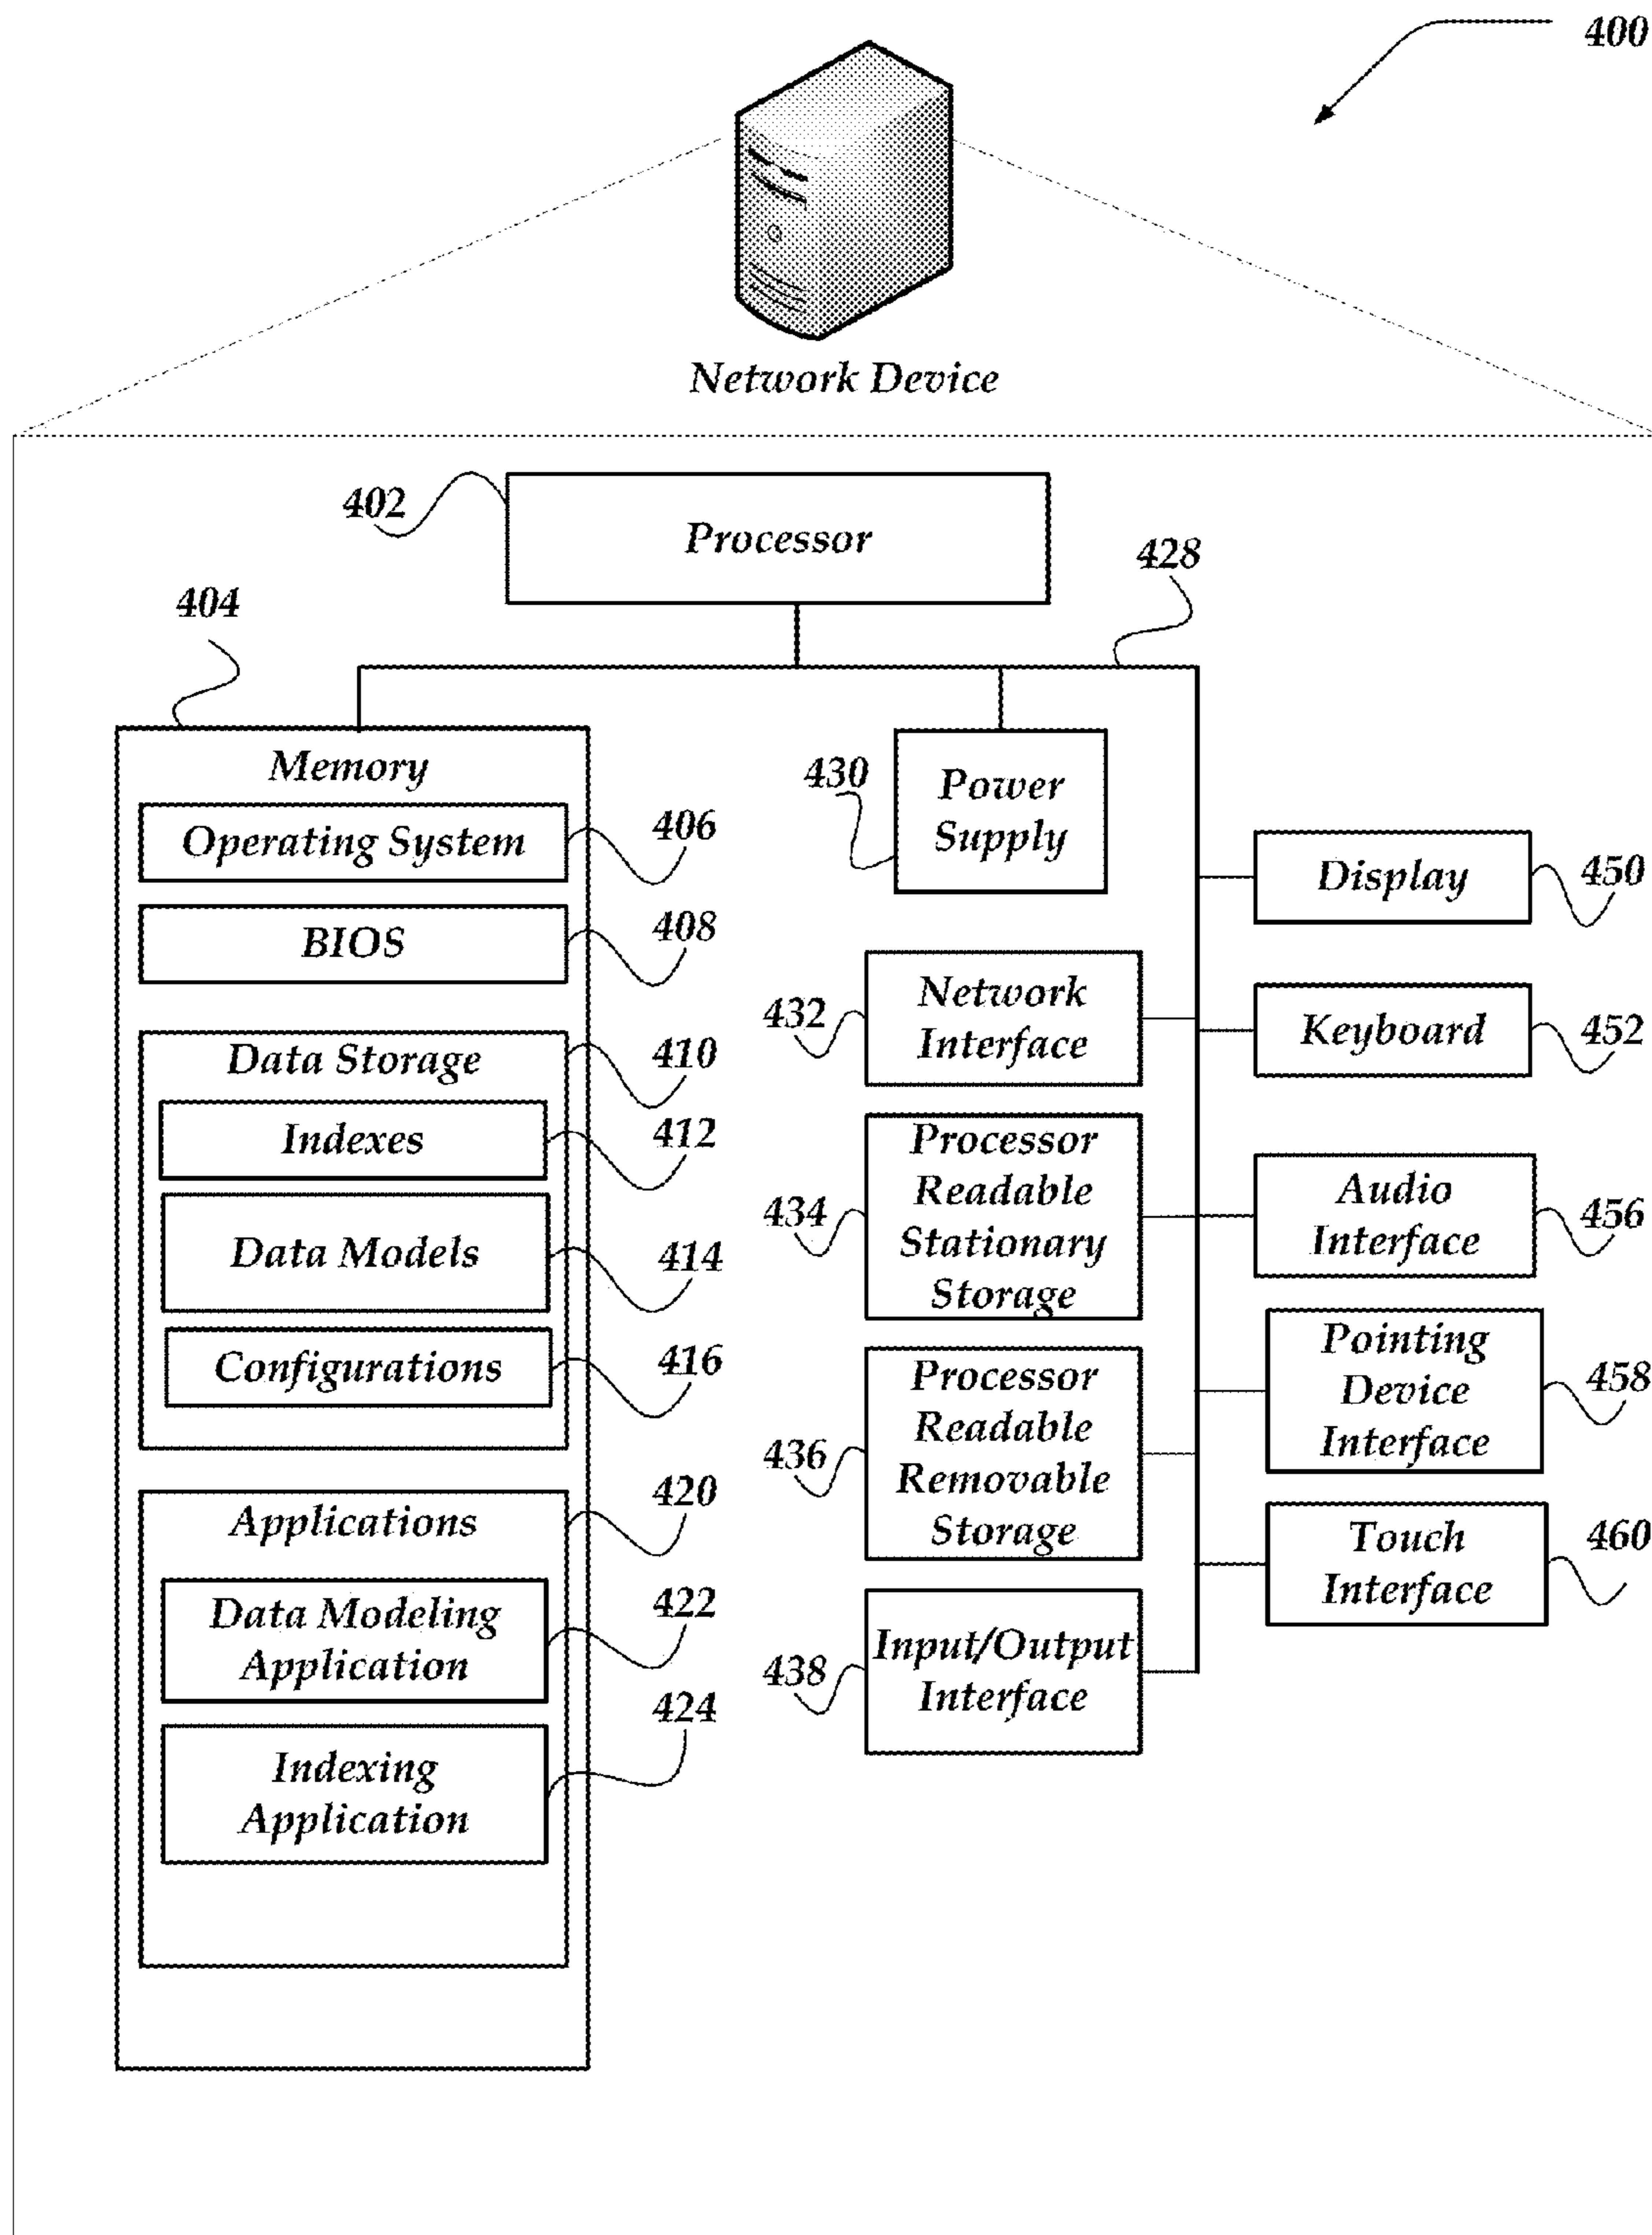 400
Network Device
402
Processor
428
404
Memory
Operating System
406
BIOS
408
Data Storage
410
Indexes
412
Data Models
414
Configurations
416
Applications
420
Data Modeling
Application
422
Indexing
Application
424
430
Power
Supply
432
Network
Interface
434
Processor
Readable
Stationary
Storage
436
Processor
Readable
Removable
Storage
438
Input/Output
Interface
Display
450
Keyboard
452
Audio
Interface
456
Pointing
Device
Interface
458
Touch
Interface
460